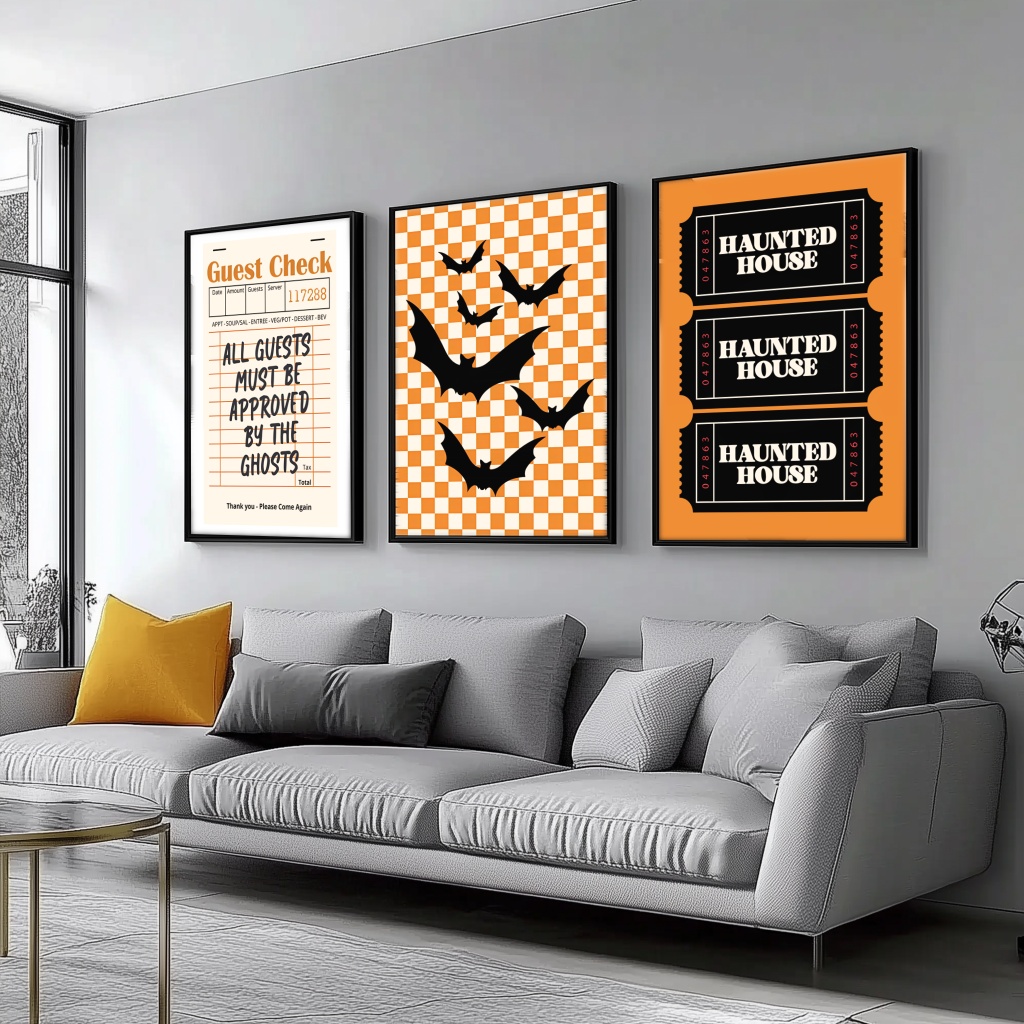 Guest Check
Date Amount Guests Server
117288
APPT - SOUP/SAL - ENTREE - VEG/POT - DESSERT - BEV
ALL GUESTS
MUST BE
APPROVED
BY THE
GHOSTS
Tax
Total
Thank you - Please Come Again
047863
HAUNTED
HOUSE
047863
047863
HAUNTED
HOUSE
047863
047863
HAUNTED
HOUSE
047863